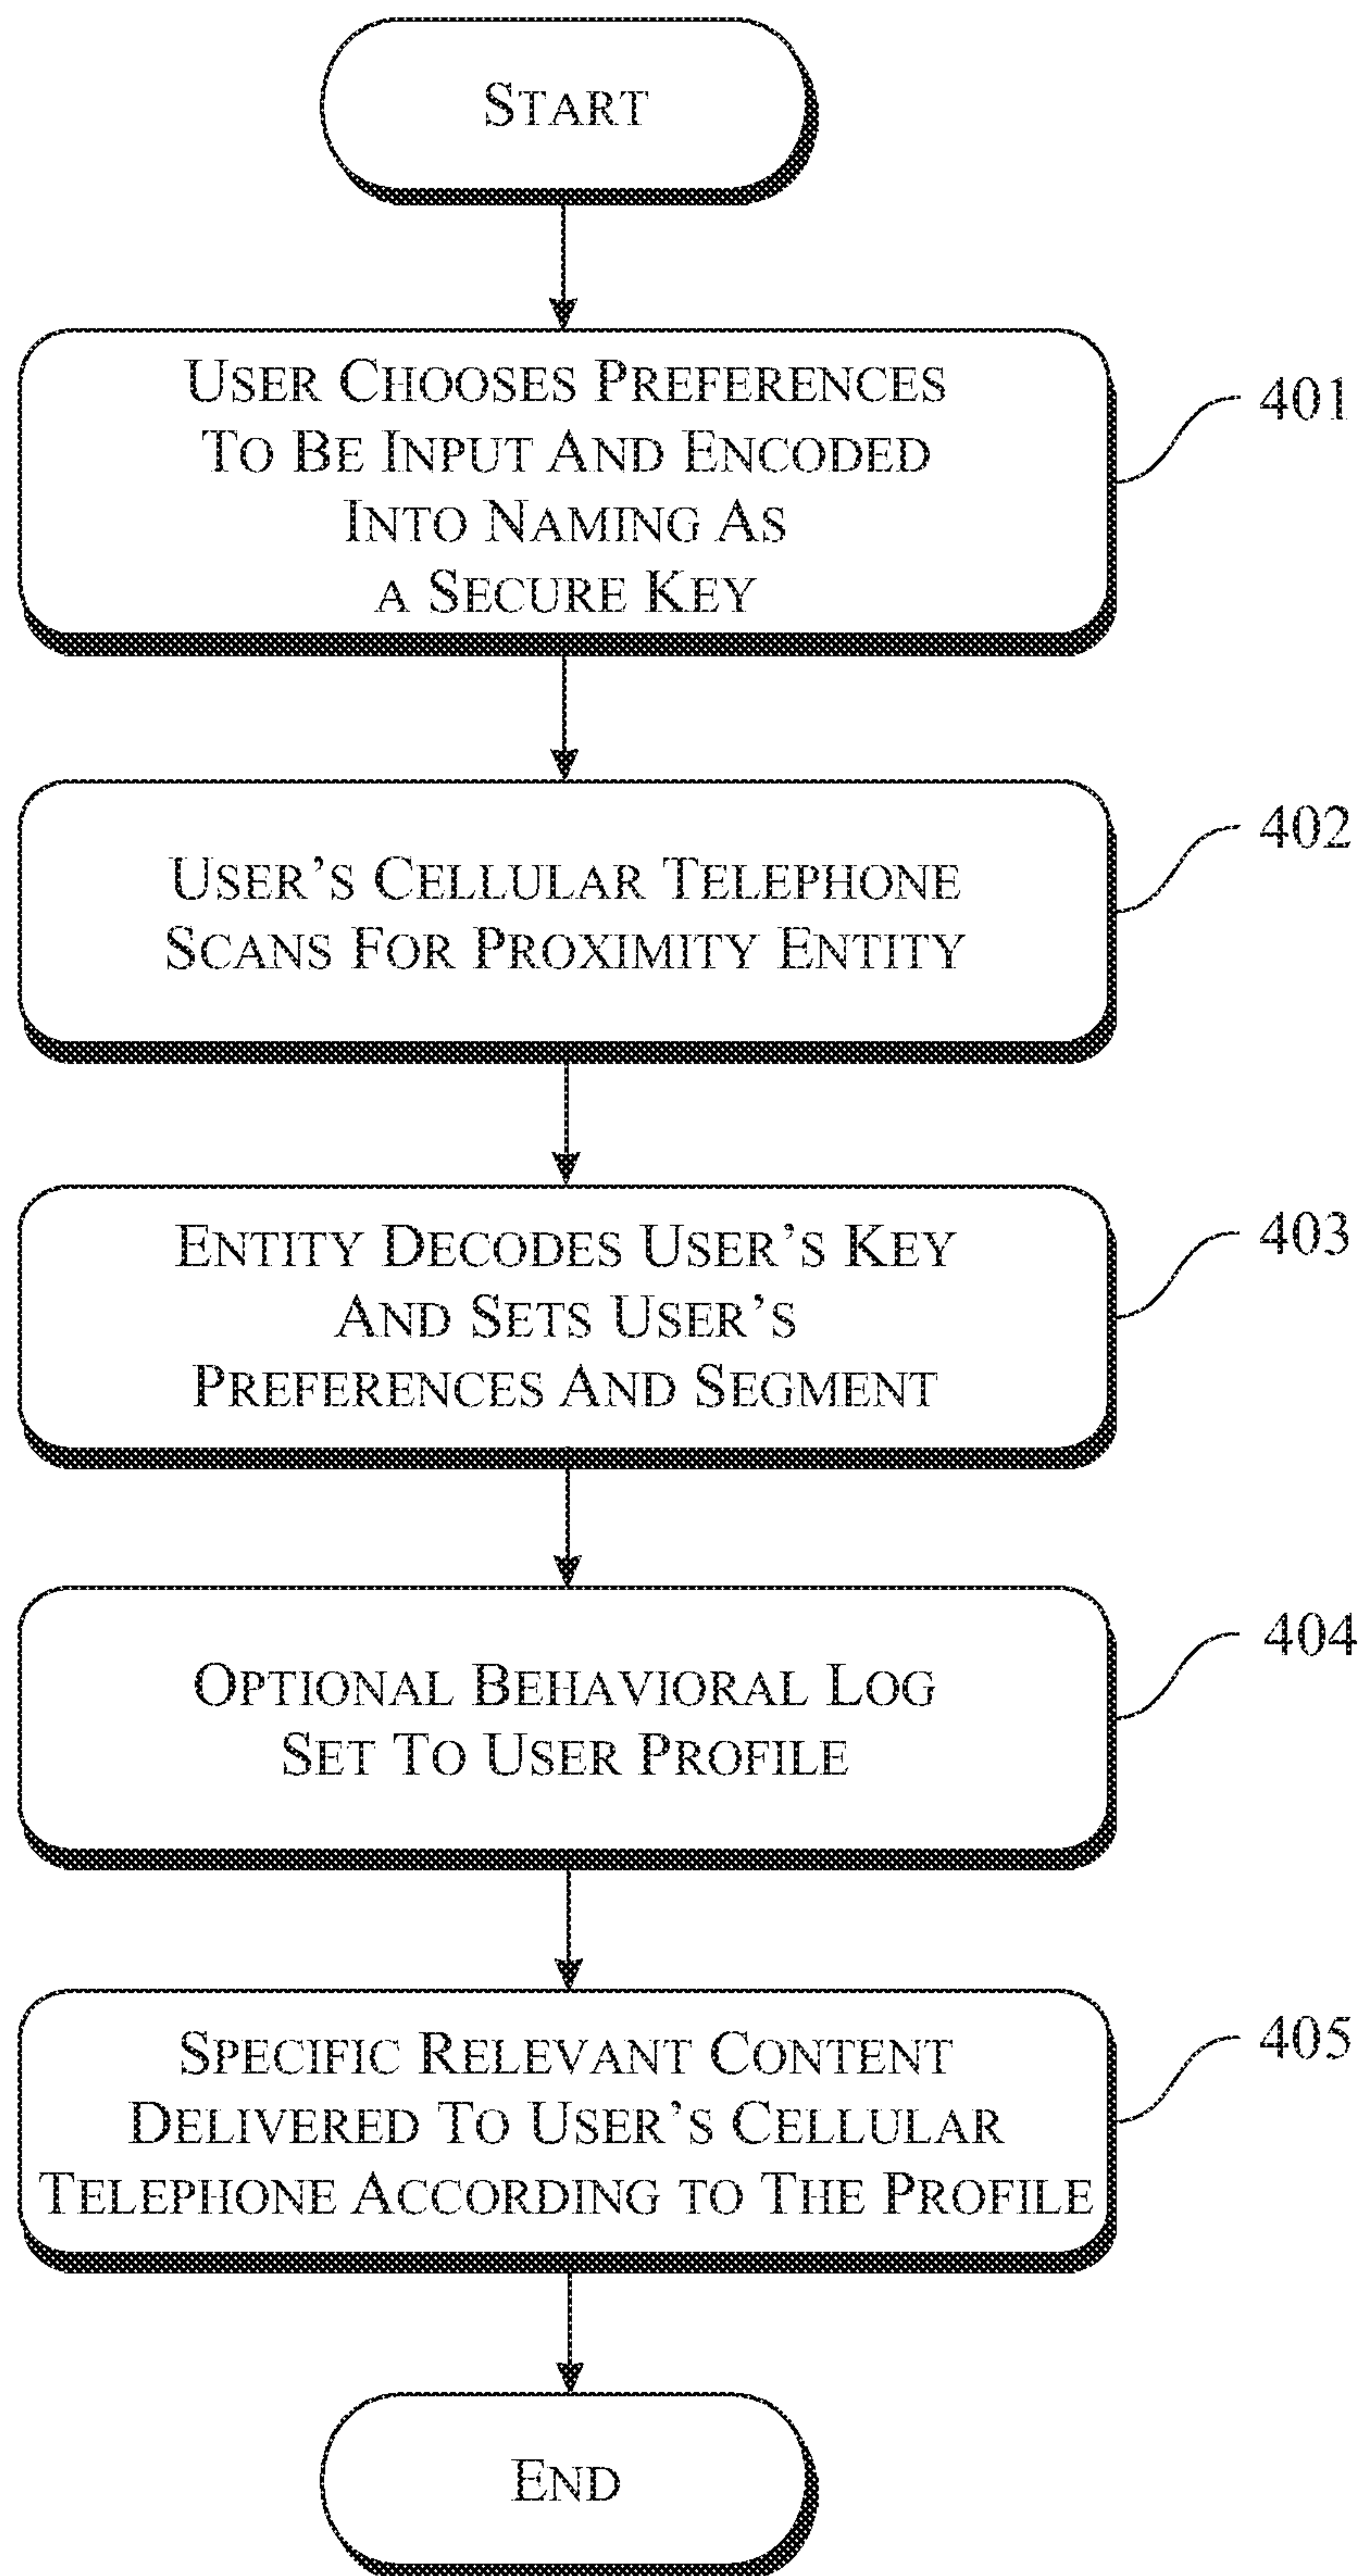 START
USER CHOOSES PREFERENCES
TO BE INPUT AND ENCODED
INTO NAMING AS
A SECURE KEY
401
USER'S CELLULAR TELEPHONE
SCANS FOR PROXIMITY ENTITY
402
ENTITY DECODES USER'S KEY
AND SETS USER'S
PREFERENCES AND SEGMENT
403
OPTIONAL BEHAVIORAL LOG
SET TO USER PROFILE
404
SPECIFIC RELEVANT CONTENT
DELIVERED TO USER'S CELLULAR
TELEPHONE ACCORDING TO THE PROFILE
405
END